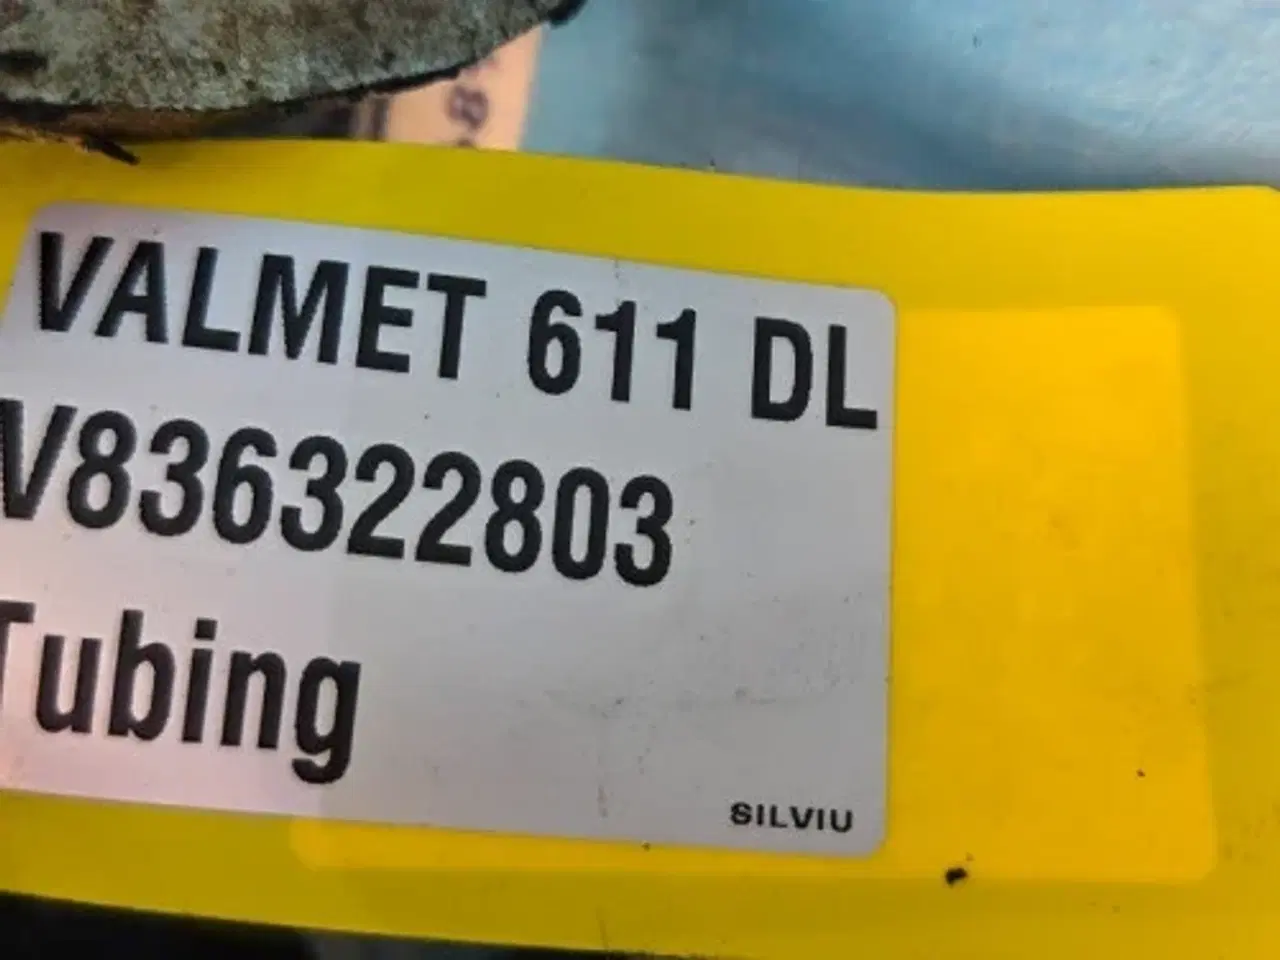 VALMET 611 DL
V836322803
Tubing
SILVIU